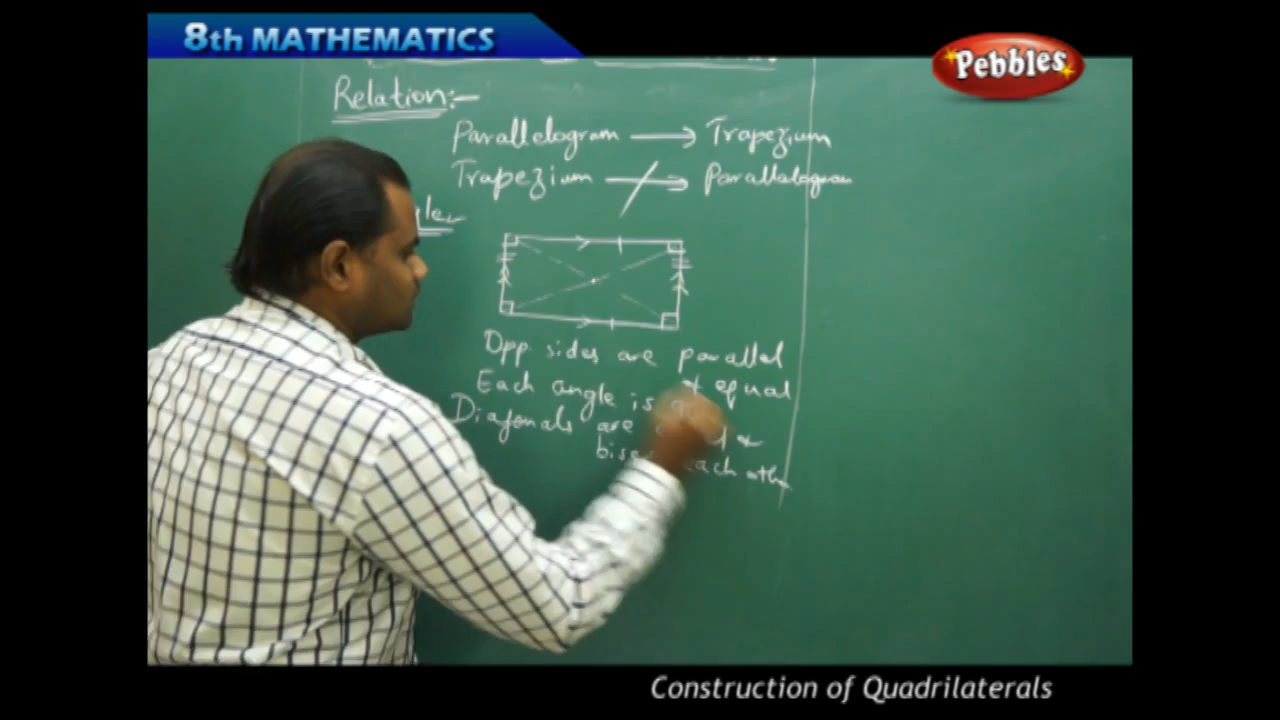 8th MATHEMATICS
Pebbles
Relation:-
Parallelogram → Trapezium
Trapezium Parallalogram
Opp. sides are parallel
& equal
Each angle is
Diagonals are &
each other
Construction of Quadrilaterals